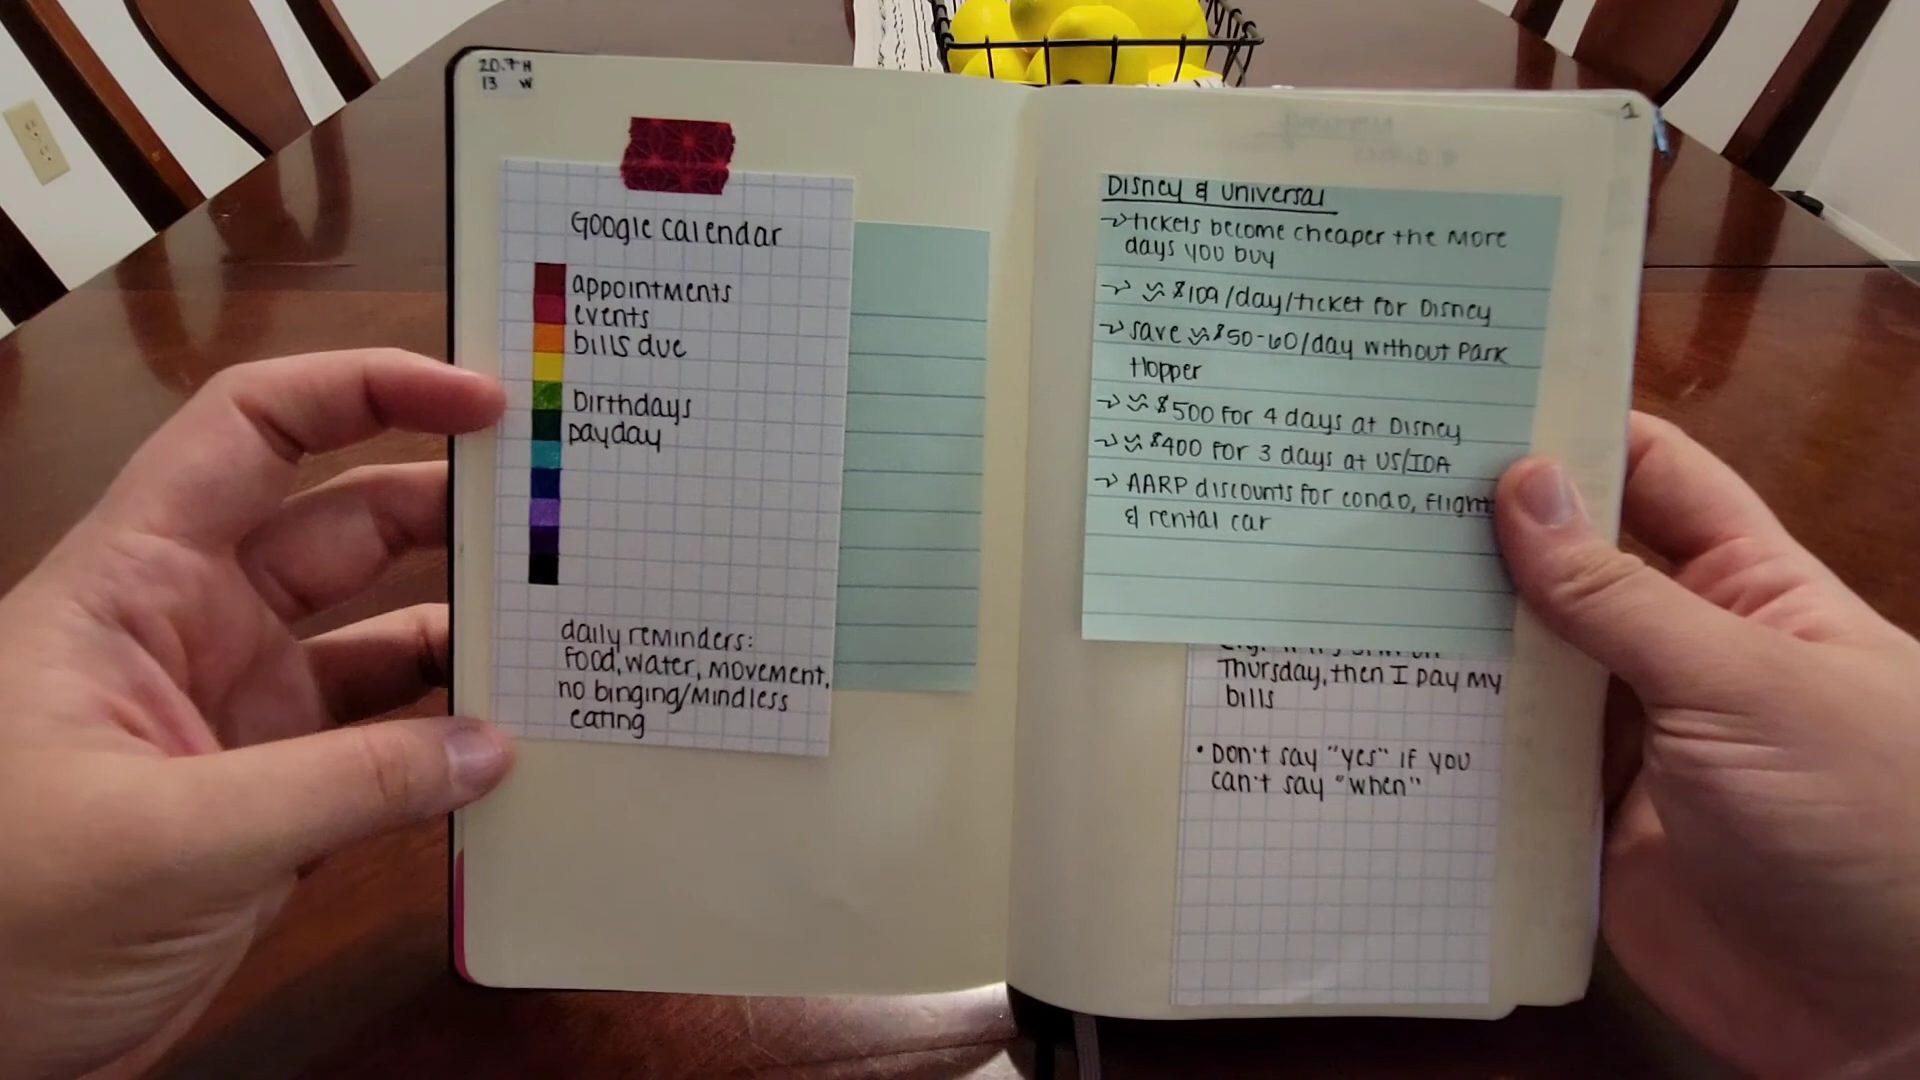 20.7 H
13 W
Google calendar
appointments
events
bills due
birthdays
payday
daily reminders:
food, water, movement,
no binging/mindless
eating
1
Disney & Universal
→ tickets become cheaper the more
days you buy
→ ≈ $109/day/ticket for Disney
→ save ≈ $50-60/day without Park
Hopper
→ ≈ $500 for 4 days at Disney
→ ≈ $400 for 3 days at US/IOA
→ AARP discounts for condo, flight
& rental car
Thursday, then I pay my
bills
• Don't say "yes" if you
can't say "when"